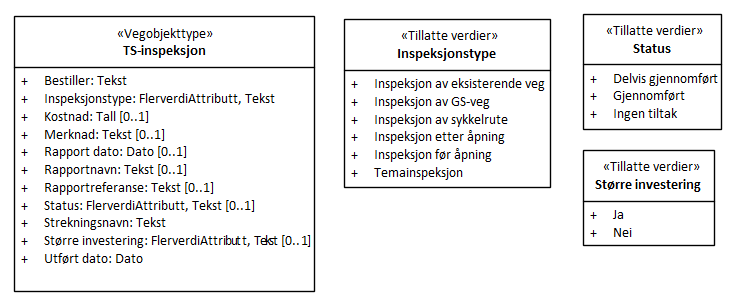 «Vegobjekttype»
TS-inspeksjon
+ Bestiller: Tekst
+ Inspeksjonstype: FlerverdiAttributt, Tekst
+ Kostnad: Tall [0..1]
+ Merknad: Tekst [0..1]
+ Rapport dato: Dato [0..1]
+ Rapportnavn: Tekst [0..1]
+ Rapportreferanse: Tekst [0..1]
+ Status: FlerverdiAttributt, Tekst [0..1]
+ Strekningsnavn: Tekst
+ Større investering: FlerverdiAttributt, Tekst [0..1]
+ Utført dato: Dato
«Tillatte verdier»
Inspeksjonstype
+ Inspeksjon av eksisterende veg
+ Inspeksjon av GS-veg
+ Inspeksjon av sykkelrute
+ Inspeksjon etter åpning
+ Inspeksjon før åpning
+ Temainspeksjon
«Tillatte verdier»
Status
+ Delvis gjennomført
+ Gjennomført
+ Ingen tiltak
«Tillatte verdier»
Større investering
+ Ja
+ Nei